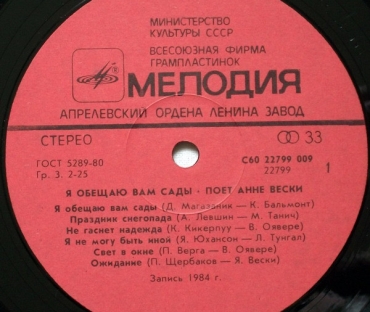 МИНИСТЕРСТВО
КУЛЬТУРЫ СССР
ВСЕСОЮЗНАЯ ФИРМА
ГРАМПЛАСТИНОК
МЕЛОДИЯ
АПРЕЛЕВСКИЙ ОРДЕНА ЛЕНИНА ЗАВОД
СТЕРЕО 33
ГОСТ 5289-80 С60 22799 009
Гр. 3. 2-25 22799 1
Я ОБЕЩАЮ ВАМ САДЫ - ПОЕТ АННЕ ВЕСКИ
Я обещаю вам сады (Д. Магазаник — К. Бальмонт)
Праздник снегопада (А. Левшин — М. Танич)
Не гаснет надежда (К. Кикерпуу — В. Оявере)
Я не могу быть иной (Я. Юхансон — Л. Тунгал)
Свет в окне (П. Верга — В. Оявере)
Ожидание (П. Щербаков — Я. Вески)
Запись 1984 г.